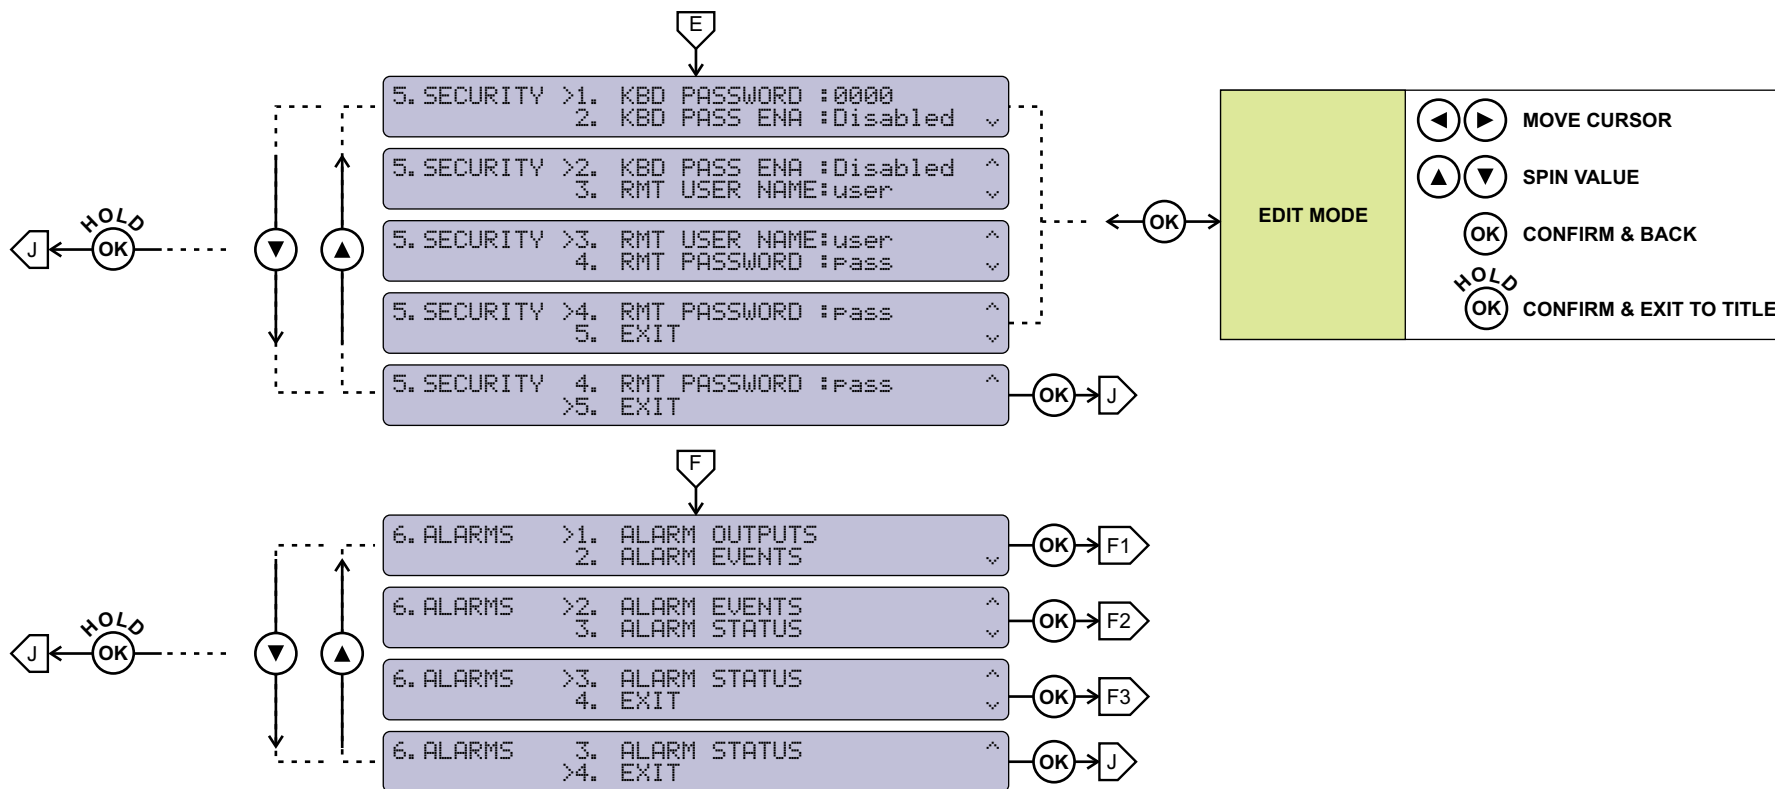 E
5.SECURITY >1. KBD PASSWORD :0000
2. KBD PASS ENA :Disabled
5.SECURITY >2. KBD PASS ENA :Disabled
3. RMT USER NAME:user
5.SECURITY >3. RMT USER NAME:user
4. RMT PASSWORD :pass
5.SECURITY >4. RMT PASSWORD :pass
5. EXIT
5.SECURITY 4. RMT PASSWORD :pass
>5. EXIT
HOLD
J OK
OK
EDIT MODE
MOVE CURSOR
SPIN VALUE
OK CONFIRM & BACK
HOLD
OK CONFIRM & EXIT TO TITLE
OK J
F
6.ALARMS >1. ALARM OUTPUTS
2. ALARM EVENTS
OK F1
6.ALARMS >2. ALARM EVENTS
3. ALARM STATUS
OK F2
HOLD
J OK
6.ALARMS >3. ALARM STATUS
4. EXIT
OK F3
6.ALARMS 3. ALARM STATUS
>4. EXIT
OK J